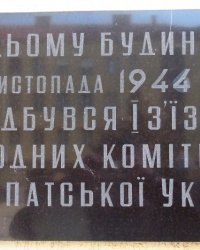 ЬОМУ БУДИН
ИСТОПАДА 1944
ДБУВСЯ І З'ЇЗ
ОДНИХ КОМІТ
ПАТСЬКОЇ УК